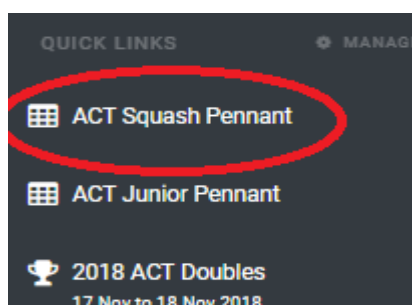 QUICK LINKS MANAG
ACT Squash Pennant
ACT Junior Pennant
2018 ACT Doubles
17 Nov to 18 Nov 2018